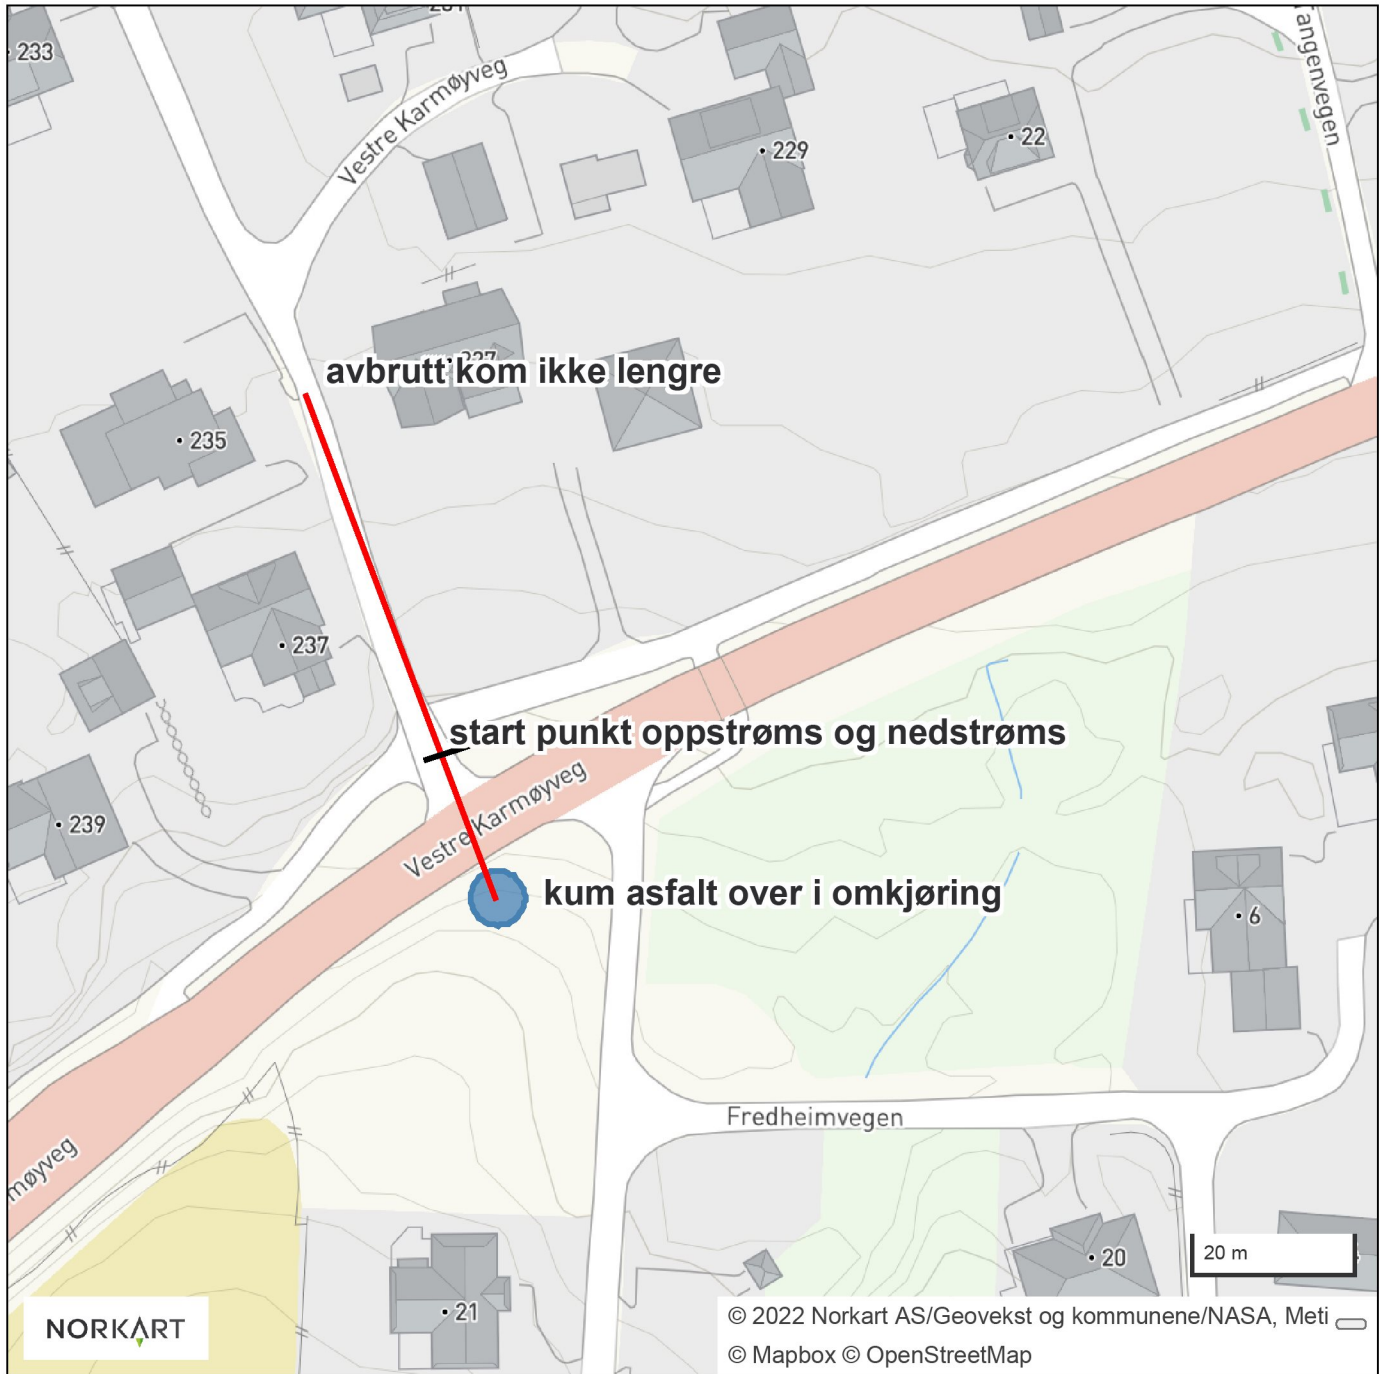 233
Tangenvegen
Vestre Karmøyveg
22
229
227
avbrutt kom ikke lengre
235
237
start punkt oppstrøms og nedstrøms
Vestre Karmøyveg
239
kum asfalt over i omkjøring
6
Fredheimvegen
møyveg
20
20 m
21
NORKART
© 2022 Norkart AS/Geovekst og kommunene/NASA, Meti
© Mapbox © OpenStreetMap